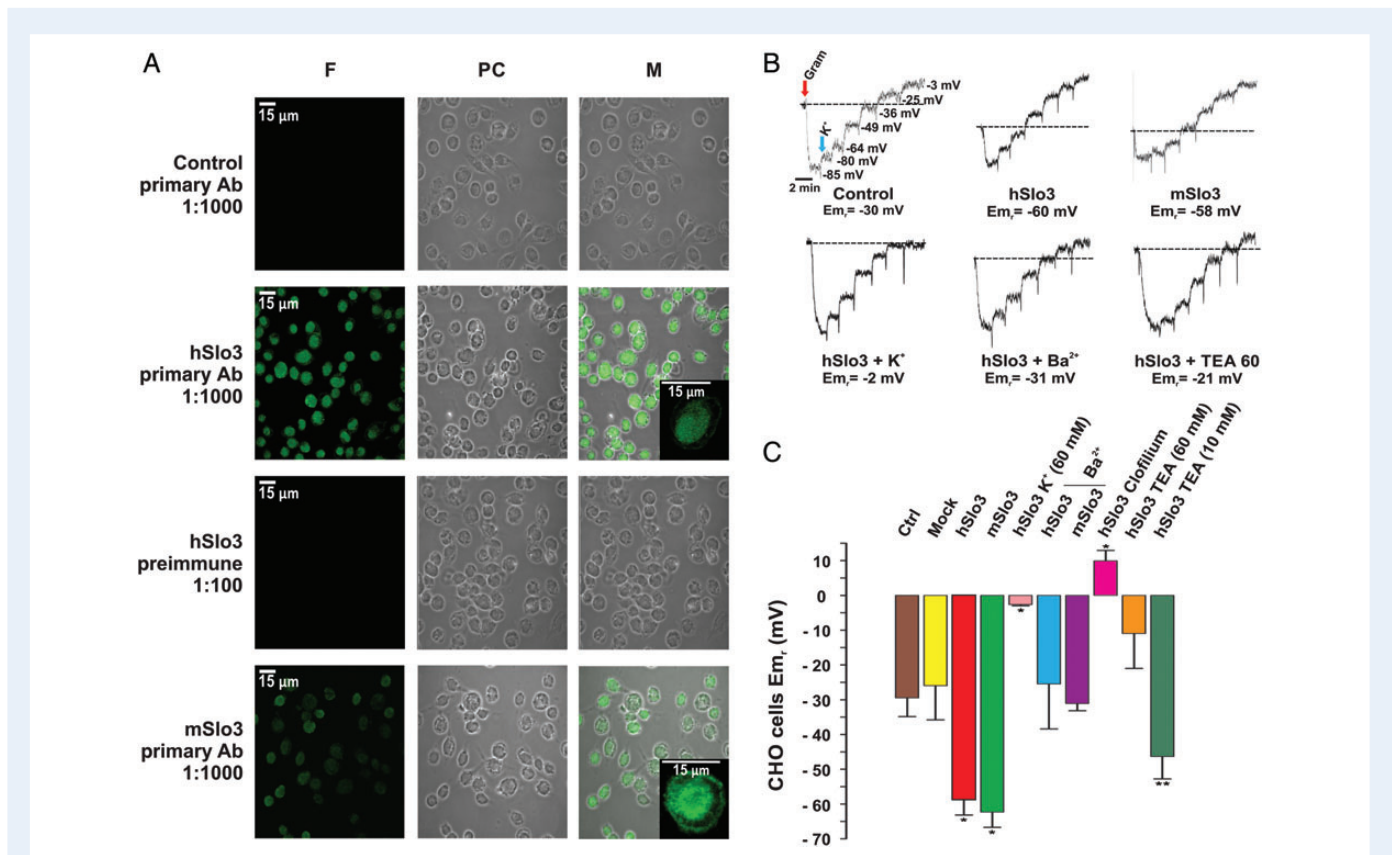 A
F
PC
M
15 μm
Control
primary Ab
1:1000
15 μm
hSlo3
primary Ab
1:1000
15 μm
15 μm
hSlo3
preimmune
1:100
15 μm
mSlo3
primary Ab
1:1000
15 μm
B
Gram
K⁺
-3 mV
-25 mV
-36 mV
-49 mV
-64 mV
-80 mV
-85 mV
2 min
Control
Emᵣ= -30 mV
hSlo3
Emᵣ= -60 mV
mSlo3
Emᵣ= -58 mV
hSlo3 + K⁺
Emᵣ= -2 mV
hSlo3 + Ba²⁺
Emᵣ= -31 mV
hSlo3 + TEA 60
Emᵣ= -21 mV
C
Ctrl
Mock
hSlo3
mSlo3
hSlo3 K⁺ (60 mM)
hSlo3
mSlo3
Ba²⁺
hSlo3 Clofilium
hSlo3 TEA (60 mM)
hSlo3 TEA (10 mM)
CHO cells Emᵣ (mV)
10
0
- 10
- 20
- 30
- 40
- 50
- 60
- 70
*
*
*
*
**